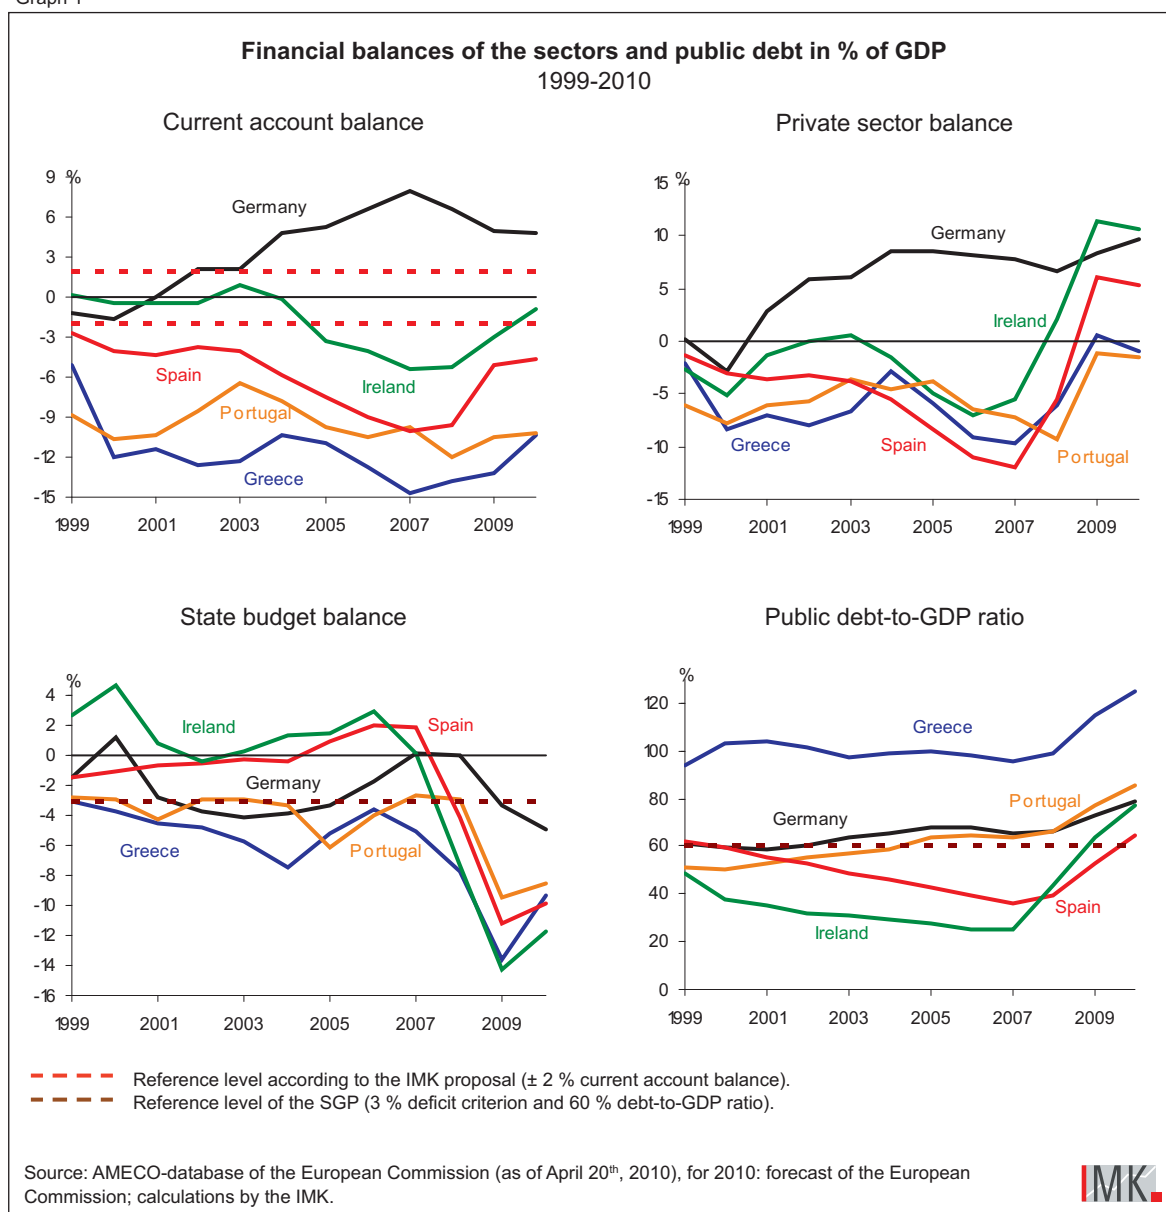 Graph 1
Financial balances of the sectors and public debt in % of GDP
1999-2010
Current account balance
9 %
6
3
0
-3
-6
-9
-12
-15
Germany
Spain
Ireland
Portugal
Greece
1999 2001 2003 2005 2007 2009
Private sector balance
15 %
10
5
0
-5
-10
-15
Germany
Ireland
Greece
Spain
Portugal
1999 2001 2003 2005 2007 2009
State budget balance
%
4
2
0
-2
-4
-6
-8
-10
-12
-14
-16
Ireland
Spain
Germany
Greece
Portugal
1999 2001 2003 2005 2007 2009
Public debt-to-GDP ratio
%
120
100
80
60
40
20
0
Greece
Portugal
Germany
Spain
Ireland
1999 2001 2003 2005 2007 2009
Reference level according to the IMK proposal (± 2 % current account balance).
Reference level of the SGP (3 % deficit criterion and 60 % debt-to-GDP ratio).
Source: AMECO-database of the European Commission (as of April 20th, 2010), for 2010: forecast of the European
Commission; calculations by the IMK.
IMK